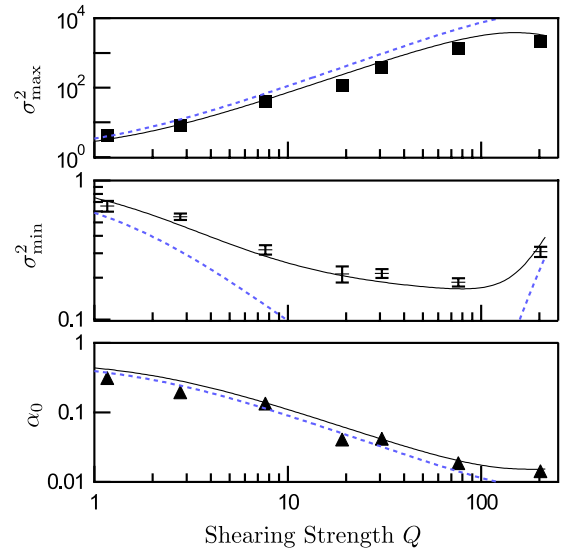 10^4
10^2
10^0
σ²max
1
0.1
σ²min
1
0.1
0.01
α₀
1 10 100
Shearing Strength Q